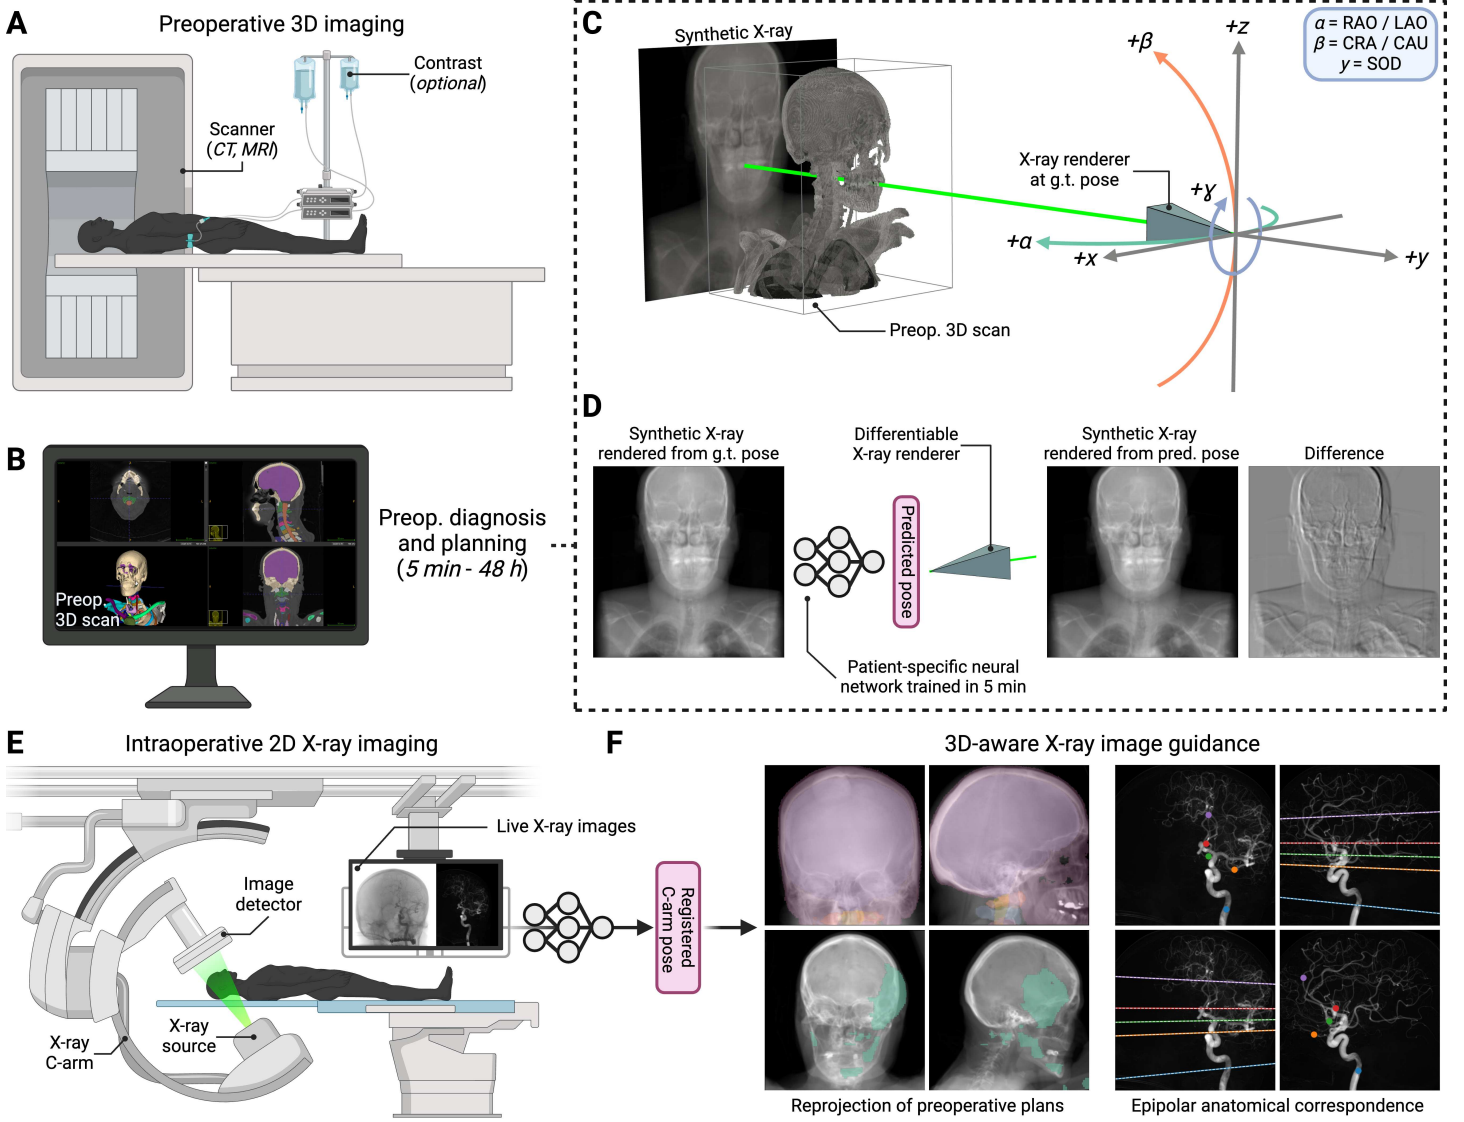 A
Preoperative 3D imaging
Contrast
(optional)
Scanner
(CT, MRI)
B
Preop.
3D scan
Preop. diagnosis
and planning
(5 min - 48 h)
C
Synthetic X-ray
X-ray renderer
at g.t. pose
Preop. 3D scan
+β
+z
+ɣ
+α
+x
+y
α = RAO / LAO
β = CRA / CAU
y = SOD
D
Synthetic X-ray
rendered from g.t. pose
Differentiable
X-ray renderer
Predicted pose
Patient-specific neural
network trained in 5 min
Synthetic X-ray
rendered from pred. pose
Difference
E
Intraoperative 2D X-ray imaging
Live X-ray images
Image
detector
X-ray
source
X-ray
C-arm
Registered
C-arm pose
F
3D-aware X-ray image guidance
Reprojection of preoperative plans
Epipolar anatomical correspondence